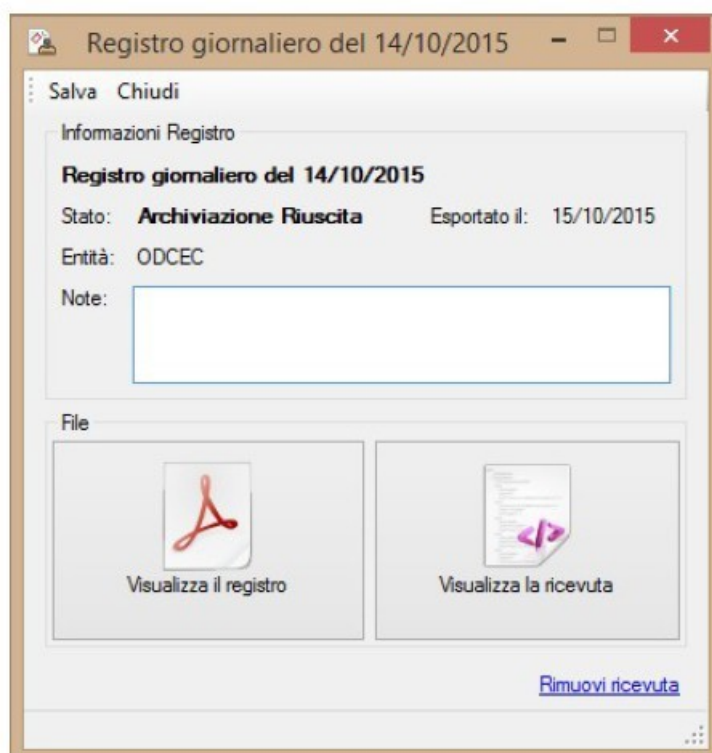 Registro giornaliero del 14/10/2015
Salva Chiudi
Informazioni Registro
Registro giornaliero del 14/10/2015
Stato: Archiviazione Riuscita Esportato il: 15/10/2015
Entità: ODCEC
Note:
File
Visualizza il registro Visualizza la ricevuta
Rimuovi ricevuta